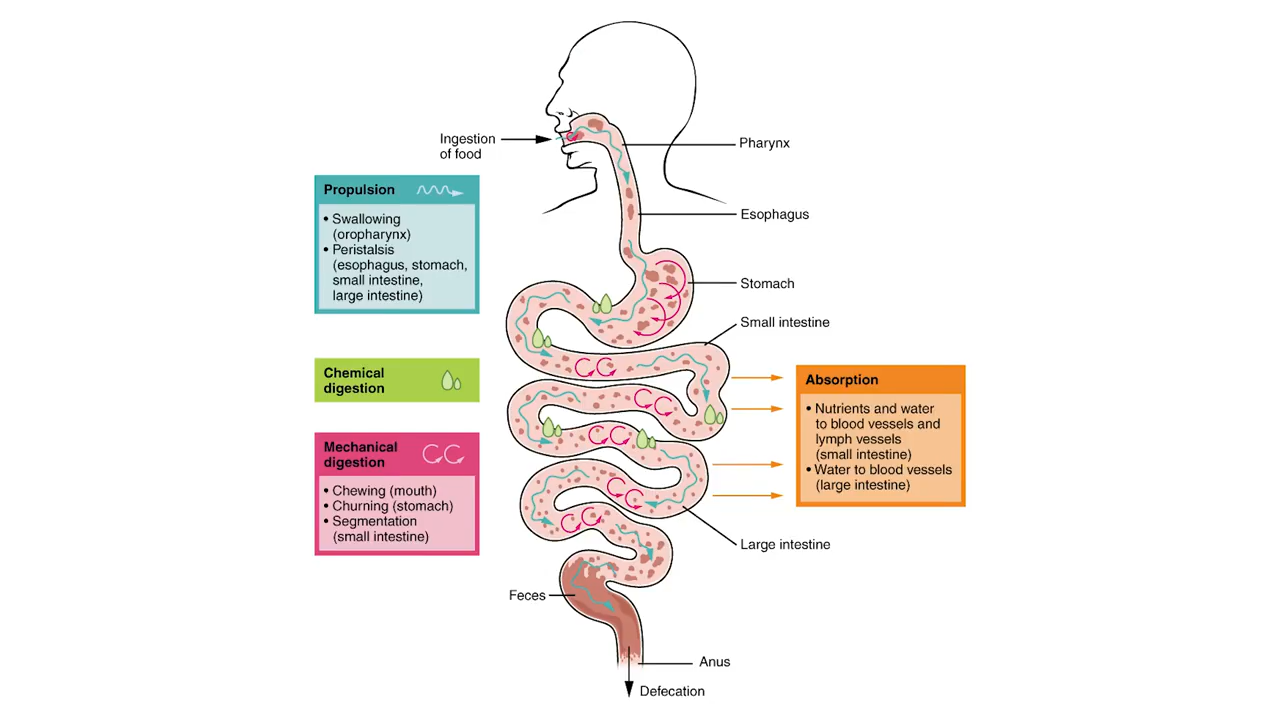 Ingestion
of food
Pharynx
Propulsion
• Swallowing
(oropharynx)
• Peristalsis
(esophagus, stomach,
small intestine,
large intestine)
Esophagus
Stomach
Small intestine
Chemical
digestion
Absorption
• Nutrients and water
to blood vessels and
lymph vessels
(small intestine)
• Water to blood vessels
(large intestine)
Mechanical
digestion
• Chewing (mouth)
• Churning (stomach)
• Segmentation
(small intestine)
Large intestine
Feces
Anus
Defecation